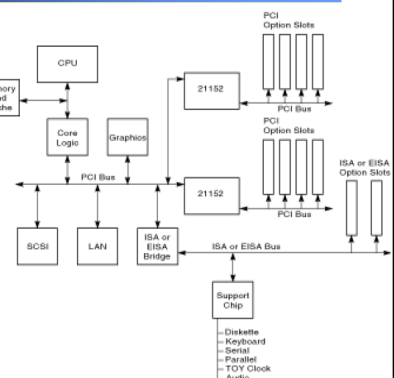 PCI
Option Slots
CPU
21152
PCI Bus
Core
Logic
Graphics
PCI
Option Slots
ISA or EISA
Option Slots
PCI Bus
21152
PCI Bus
SCSI
LAN
ISA or
EISA
Bridge
ISA or EISA Bus
Support
Chip
Diskette
Keyboard
Serial
Parallel
TOY Clock